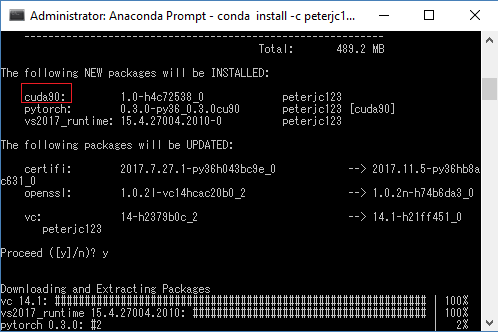 Administrator: Anaconda Prompt - conda install -c peterjc1...
------------------------------------------------------------
Total: 489.2 MB
The following NEW packages will be INSTALLED:
cuda90: 1.0-h4c72538_0 peterjc123
pytorch: 0.3.0-py36_0.3.0cu90 peterjc123 [cuda90]
vs2017_runtime: 15.4.27004.2010-0 peterjc123
The following packages will be UPDATED:
certifi: 2017.7.27.1-py36h043bc9e_0 --> 2017.11.5-py36hb8a
c631_0
openssl: 1.0.2l-vc14hcac20b0_2 --> 1.0.2n-h74b6da3_0
vc: 14-h2379b0c_2 --> 14.1-h21ff451_0
peterjc123
Proceed ([y]/n)? y
Downloading and Extracting Packages
vc 14.1: ################################################ | 100%
vs2017_runtime 15.4.27004.2010: ############################# | 100%
pytorch 0.3.0: #2 | 2%